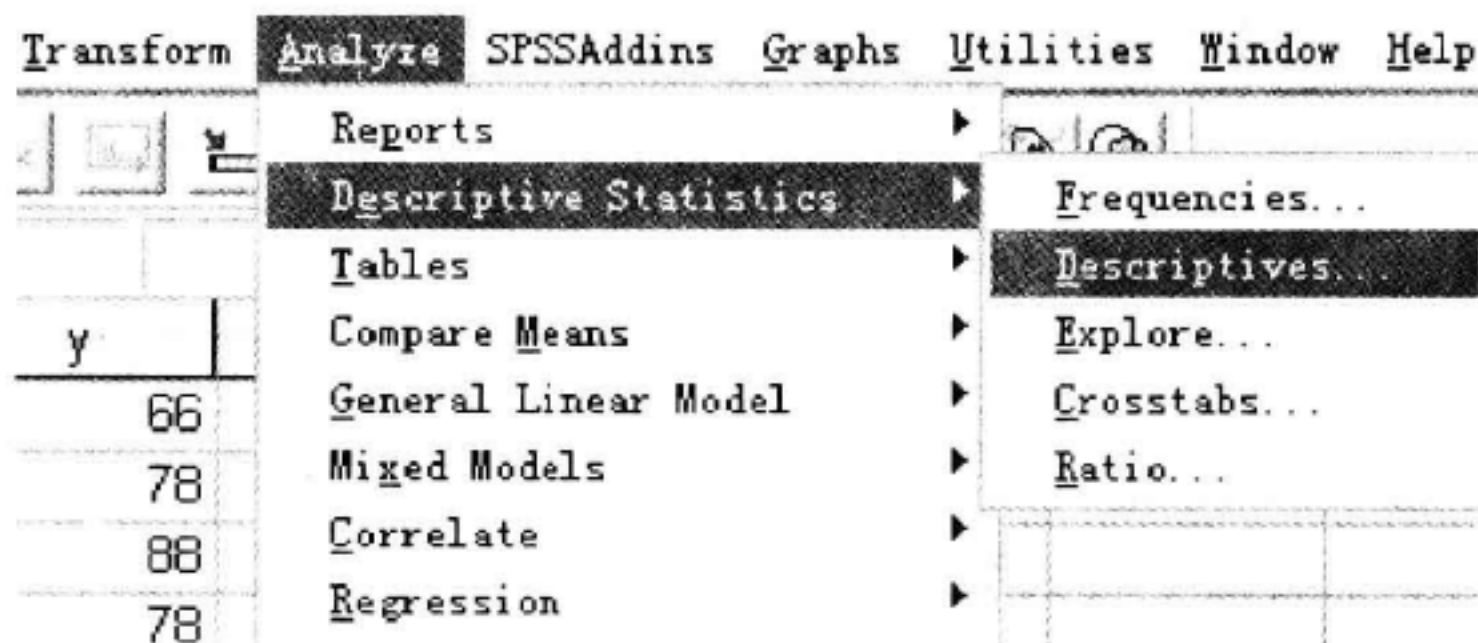 Transform Analyze SPSSAddins Graphs Utilities Window Help
Reports
Descriptive Statistics
Tables
Compare Means
General Linear Model
Mixed Models
Correlate
Regression
Frequencies...
Descriptives...
Explore...
Crosstabs...
Ratio...
y
66
78
88
78